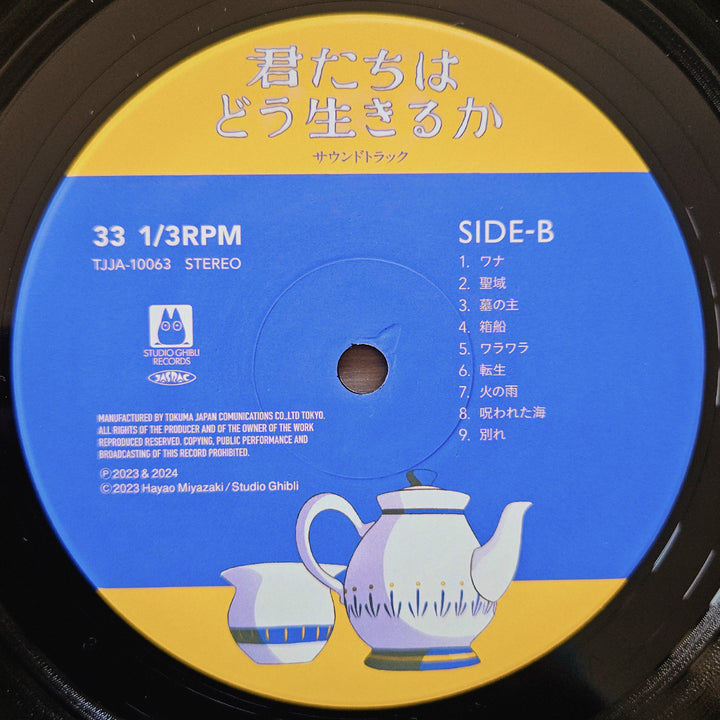 君たちは
どう生きるか
サウンドトラック
33 1/3RPM
TJJA-10063 STEREO
STUDIO GHIBLI
RECORDS
JASRAC
MANUFACTURED BY TOKUMA JAPAN COMUNICATIONS CO.,LTD TOKYO.
ALL RIGHTS OF THE PRODUCER AND OF THE OWNER OF THE WORK
REPRODUCED RESERVED. COPYING, PUBLIC PERFORMANCE AND
BROADCASTING OF THIS RECORD PROHIBITED.
Ⓟ2023 & 2024
©2023 Hayao Miyazaki/Studio Ghibli
SIDE-B
1. ワナ
2. 聖域
3. 墓の主
4. 箱船
5. ワラワラ
6. 転生
7. 火の雨
8. 呪われた海
9. 別れ